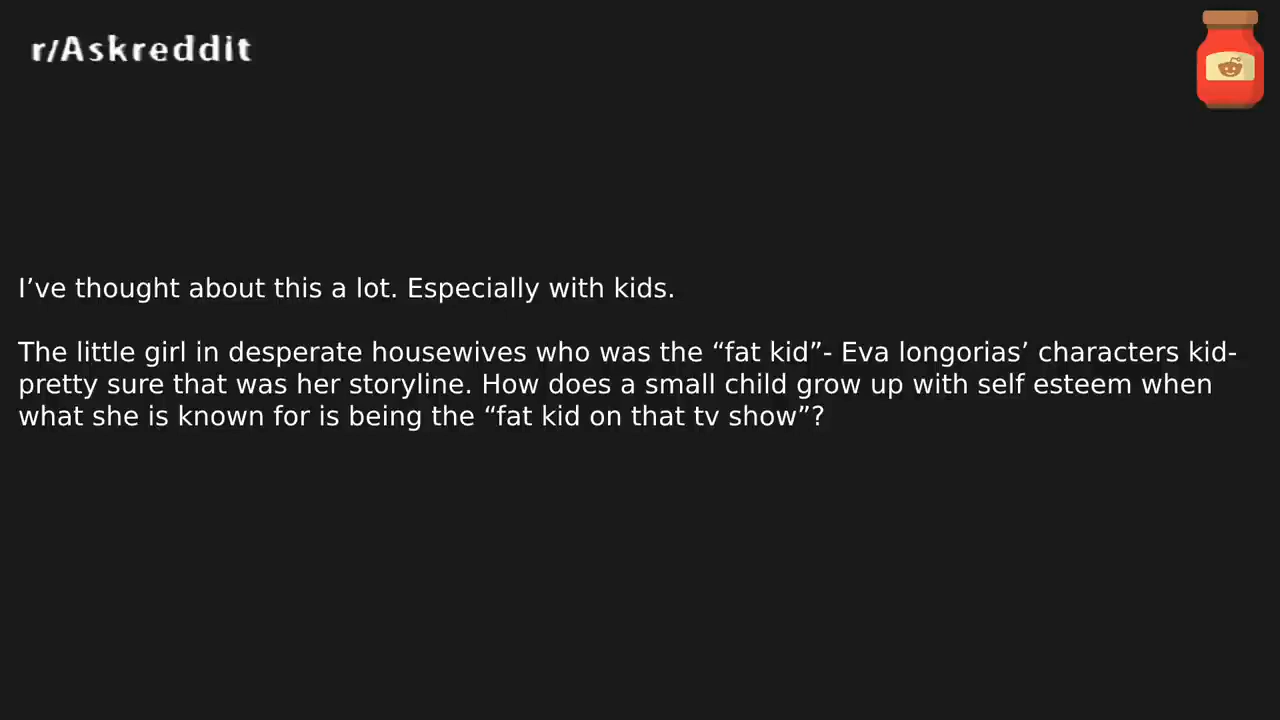 r/Askreddit
I’ve thought about this a lot. Especially with kids.
The little girl in desperate housewives who was the “fat kid”- Eva longorias’ characters kid-
pretty sure that was her storyline. How does a small child grow up with self esteem when
what she is known for is being the “fat kid on that tv show”?